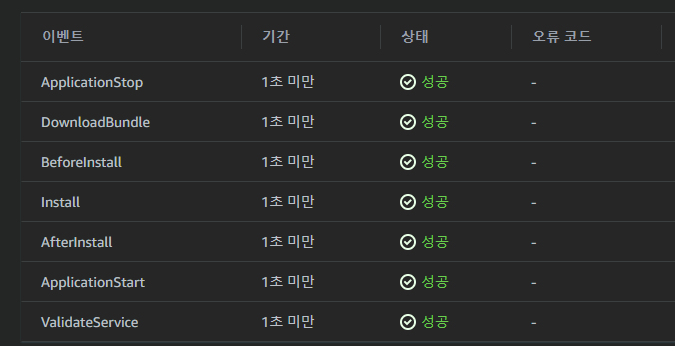 이벤트 기간 상태 오류 코드
ApplicationStop 1초 미만 성공 -
DownloadBundle 1초 미만 성공 -
BeforeInstall 1초 미만 성공 -
Install 1초 미만 성공 -
AfterInstall 1초 미만 성공 -
ApplicationStart 1초 미만 성공 -
ValidateService 1초 미만 성공 -